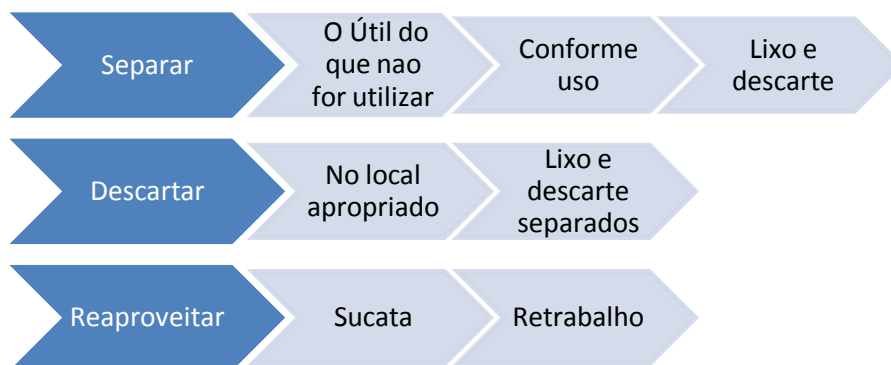 Separar
O Útil do
que nao
for utilizar
Conforme
uso
Lixo e
descarte
Descartar
No local
apropriado
Lixo e
descarte
separados
Reaproveitar
Sucata
Retrabalho